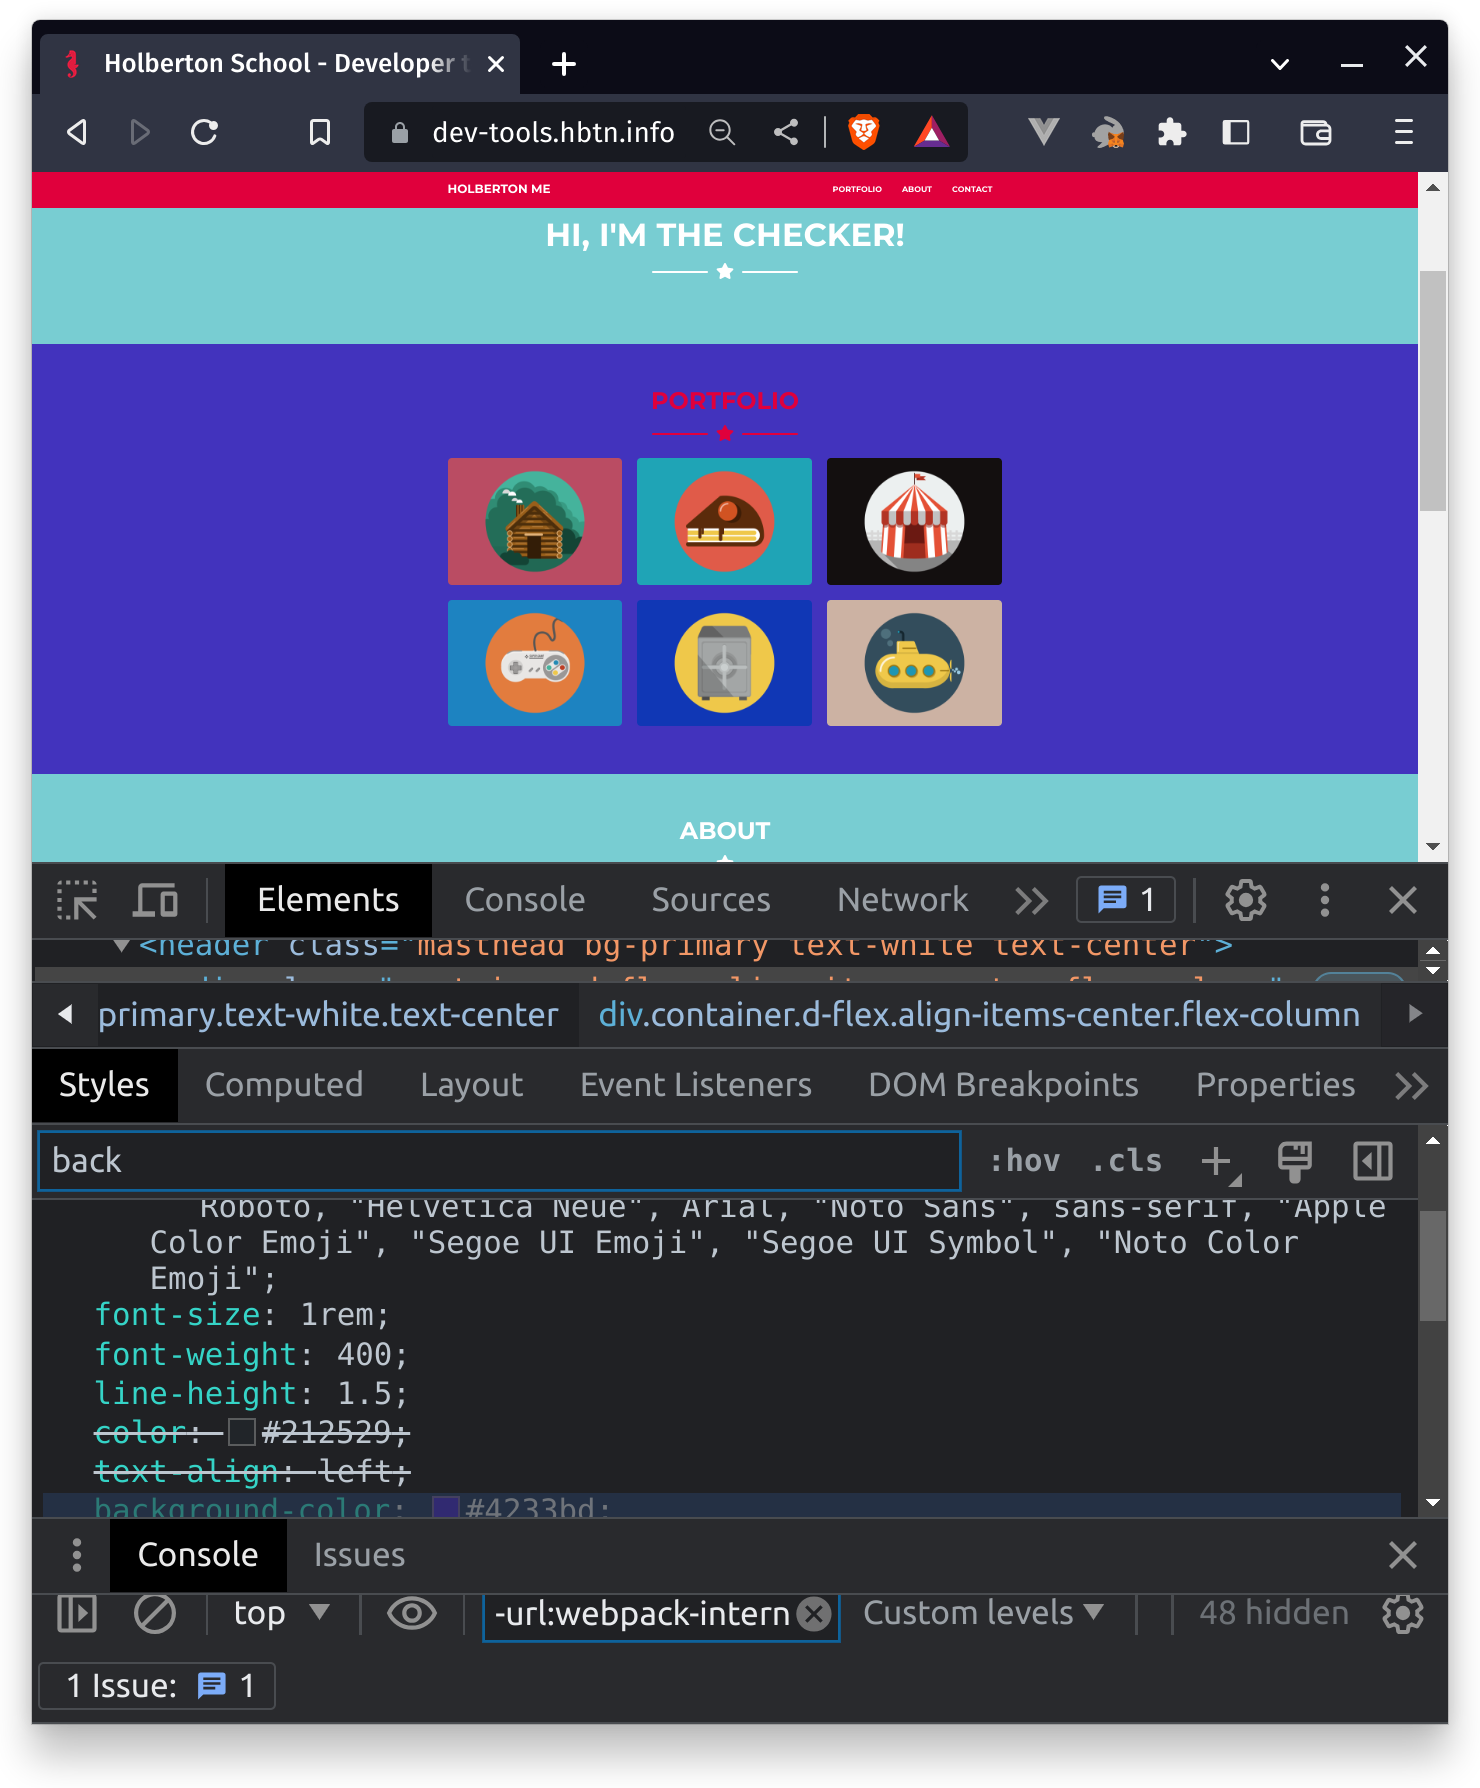 Holberton School - Developer t
dev-tools.hbtn.info
HOLBERTON ME
PORTFOLIO ABOUT CONTACT
HI, I'M THE CHECKER!
PORTFOLIO
ABOUT
Elements Console Sources Network 1
<header class="masthead bg-primary text-white text-center">
primary.text-white.text-center div.container.d-flex.align-items-center.flex-column
Styles Computed Layout Event Listeners DOM Breakpoints Properties
back :hov .cls
Roboto, "Helvetica Neue", Arial, "Noto Sans", sans-serif, "Apple
Color Emoji", "Segoe UI Emoji", "Segoe UI Symbol", "Noto Color
Emoji";
font-size: 1rem;
font-weight: 400;
line-height: 1.5;
color: #212529;
text-align: left;
background-color: #4233bd;
Console Issues
top -url:webpack-intern Custom levels 48 hidden
1 Issue: 1